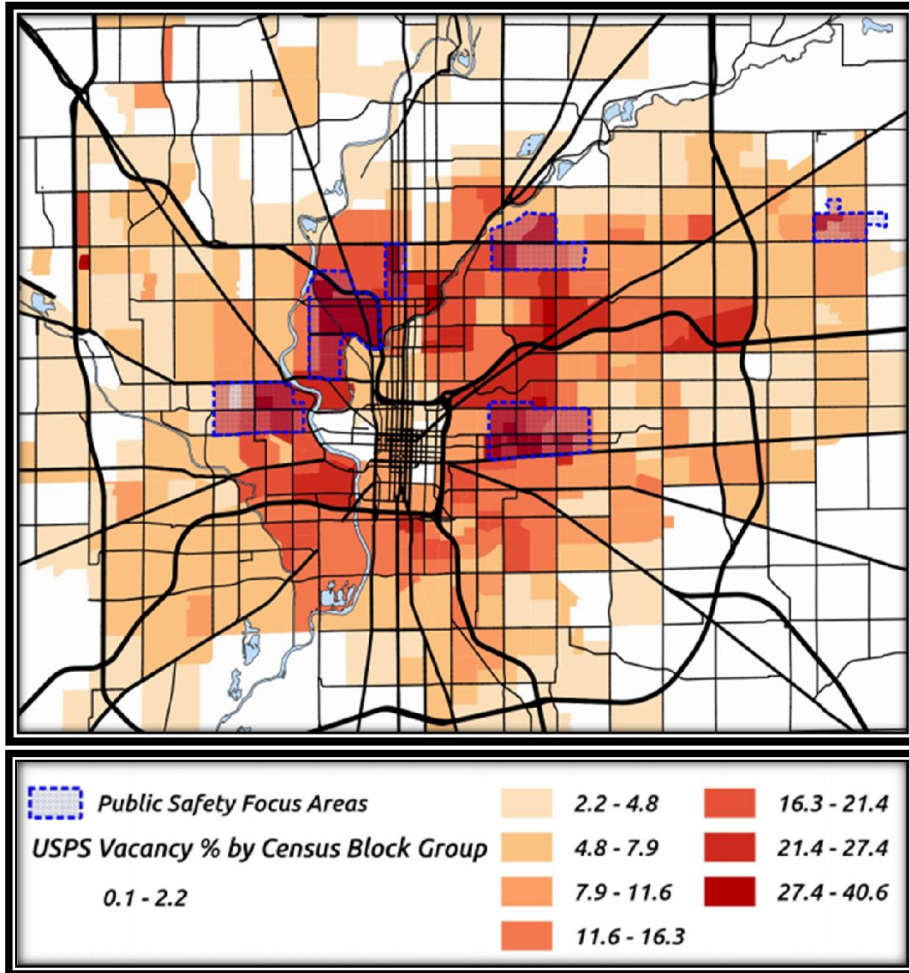 Public Safety Focus Areas
USPS Vacancy % by Census Block Group
0.1 - 2.2
2.2 - 4.8
4.8 - 7.9
7.9 - 11.6
11.6 - 16.3
16.3 - 21.4
21.4 - 27.4
27.4 - 40.6